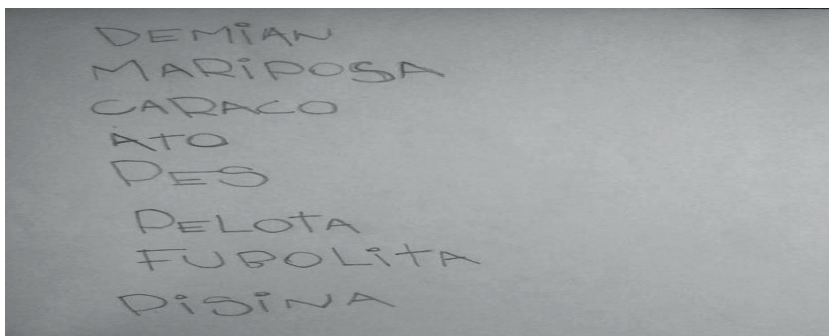 DEMiAN
MARiPOSA
CARACO
ATO
PES
PELOTA
FUBOLiTA
PiSiNA